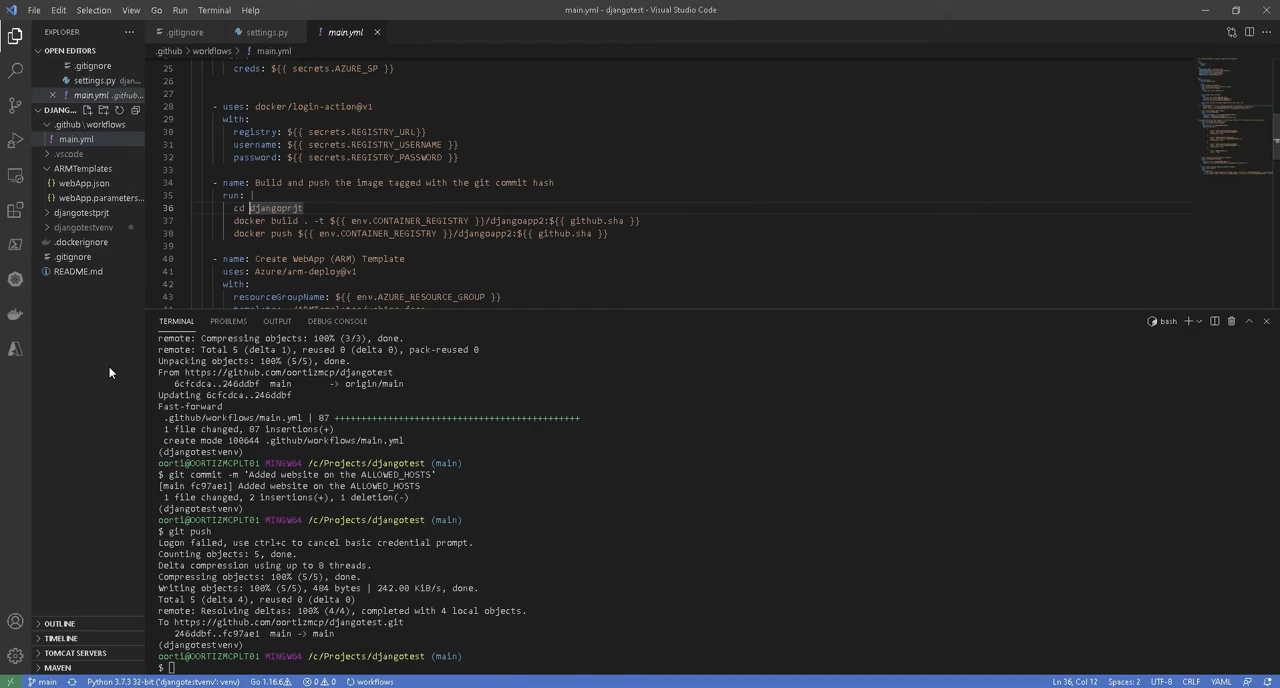 File Edit Selection View Go Run Terminal Help
main.yml - djangotest - Visual Studio Code
EXPLORER
.gitignore
settings.py
main.yml
OPEN EDITORS
.gitignore
settings.py djan...
main.yml .github...
DJANG...
.github\workflows
main.yml
.vscode
ARMTemplates
webApp.json
webApp.parameters...
djangotestprjt
djangotestvenv
.dockerignore
.gitignore
README.md
OUTLINE
TIMELINE
TOMCAT SERVERS
MAVEN
.github > workflows > main.yml
25 creds: ${{ secrets.AZURE_SP }}
26
27
28 - uses: docker/login-action@v1
29 with:
30 registry: ${{ secrets.REGISTRY_URL}}
31 username: ${{ secrets.REGISTRY_USERNAME }}
32 password: ${{ secrets.REGISTRY_PASSWORD }}
33
34 - name: Build and push the image tagged with the git commit hash
35 run: |
36 cd djangoprjt
37 docker build . -t ${{ env.CONTAINER_REGISTRY }}/djangoapp2:${{ github.sha }}
38 docker push ${{ env.CONTAINER_REGISTRY }}/djangoapp2:${{ github.sha }}
39
40 - name: Create WebApp (ARM) Template
41 uses: Azure/arm-deploy@v1
42 with:
43 resourceGroupName: ${{ env.AZURE_RESOURCE_GROUP }}
TERMINAL PROBLEMS OUTPUT DEBUG CONSOLE
bash
remote: Compressing objects: 100% (3/3), done.
remote: Total 5 (delta 1), reused 0 (delta 0), pack-reused 0
Unpacking objects: 100% (5/5), done.
From https://github.com/oortizmcp/djangotest
6cfcdca..246ddbf main -> origin/main
Updating 6cfcdca..246ddbf
Fast-forward
.github/workflows/main.yml | 87 ++++++++++++++++++++++++++++++++++++++++++++++
1 file changed, 87 insertions(+)
create mode 100644 .github/workflows/main.yml
(djangotestvenv)
oorti@OORTIZMCPLT01 MINGW64 /c/Projects/djangotest (main)
$ git commit -m 'Added website on the ALLOWED_HOSTS'
[main fc97ae1] Added website on the ALLOWED_HOSTS
1 file changed, 2 insertions(+), 1 deletion(-)
(djangotestvenv)
oorti@OORTIZMCPLT01 MINGW64 /c/Projects/djangotest (main)
$ git push
Logon failed, use ctrl+c to cancel basic credential prompt.
Counting objects: 5, done.
Delta compression using up to 8 threads.
Compressing objects: 100% (5/5), done.
Writing objects: 100% (5/5), 484 bytes | 242.00 KiB/s, done.
Total 5 (delta 4), reused 0 (delta 0)
remote: Resolving deltas: 100% (4/4), completed with 4 local objects.
To https://github.com/oortizmcp/djangotest.git
246ddbf..fc97ae1 main -> main
(djangotestvenv)
oorti@OORTIZMCPLT01 MINGW64 /c/Projects/djangotest (main)
$
main
Python 3.7.3 32-bit ('djangotestvenv': venv) Go 1.16.6 0 0 workflows
Ln 36, Col 12 Spaces: 2 UTF-8 CRLF YAML